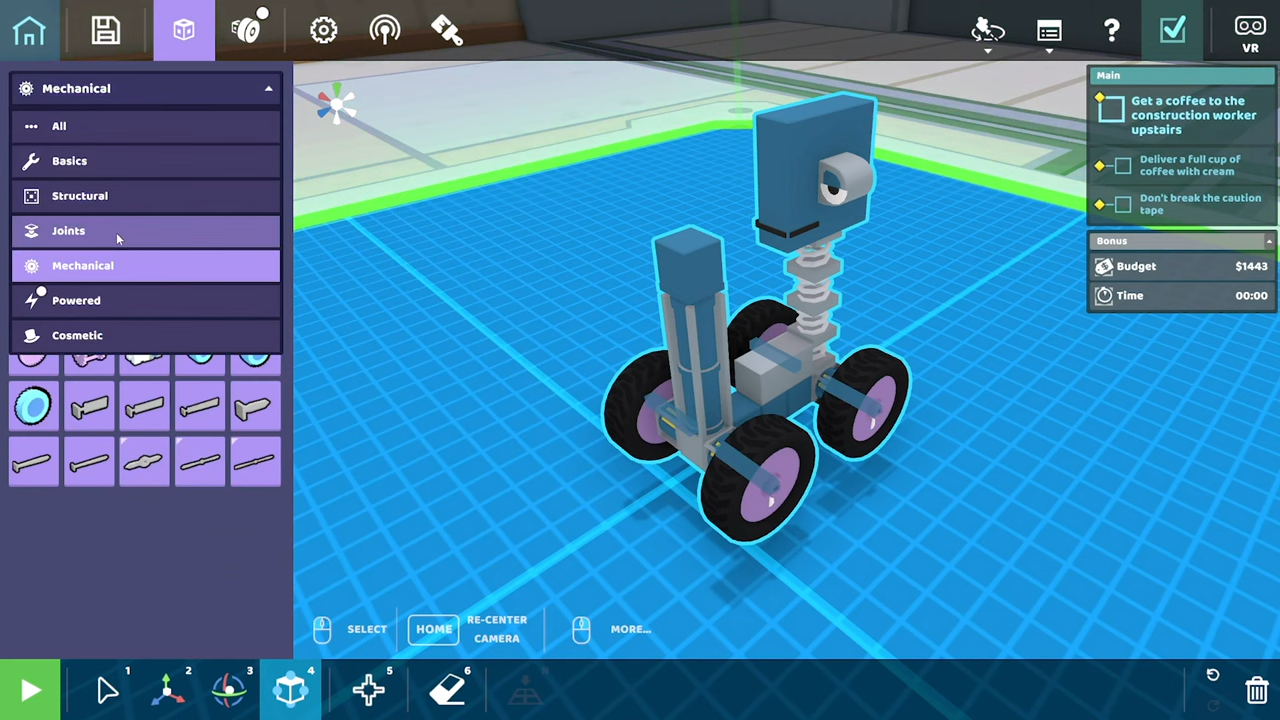 VR
Mechanical
All
Basics
Structural
Joints
Mechanical
Powered
Cosmetic
Main
Get a coffee to the
construction worker
upstairs
Deliver a full cup of
coffee with cream
Don't break the caution
tape
Bonus
Budget $1443
Time 00:00
SELECT
HOME
RE-CENTER
CAMERA
MORE...
1
2
3
4
5
6